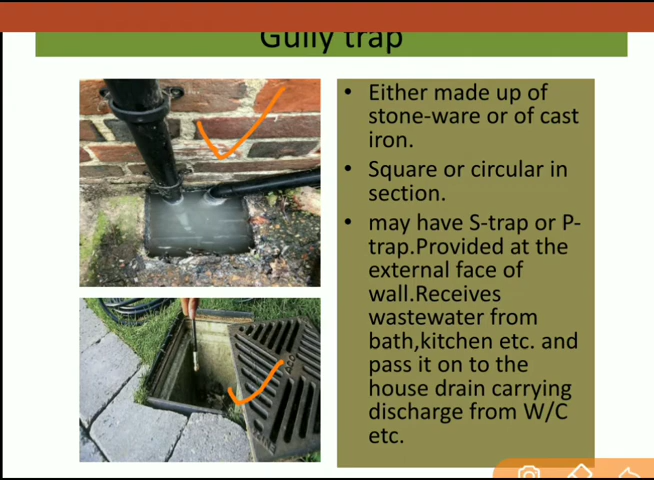 Gully trap
• Either made up of
stone-ware or of cast
iron.
• Square or circular in
section.
• may have S-trap or P-
trap.Provided at the
external face of
wall.Receives
wastewater from
bath,kitchen etc. and
pass it on to the
house drain carrying
discharge from W/C
etc.